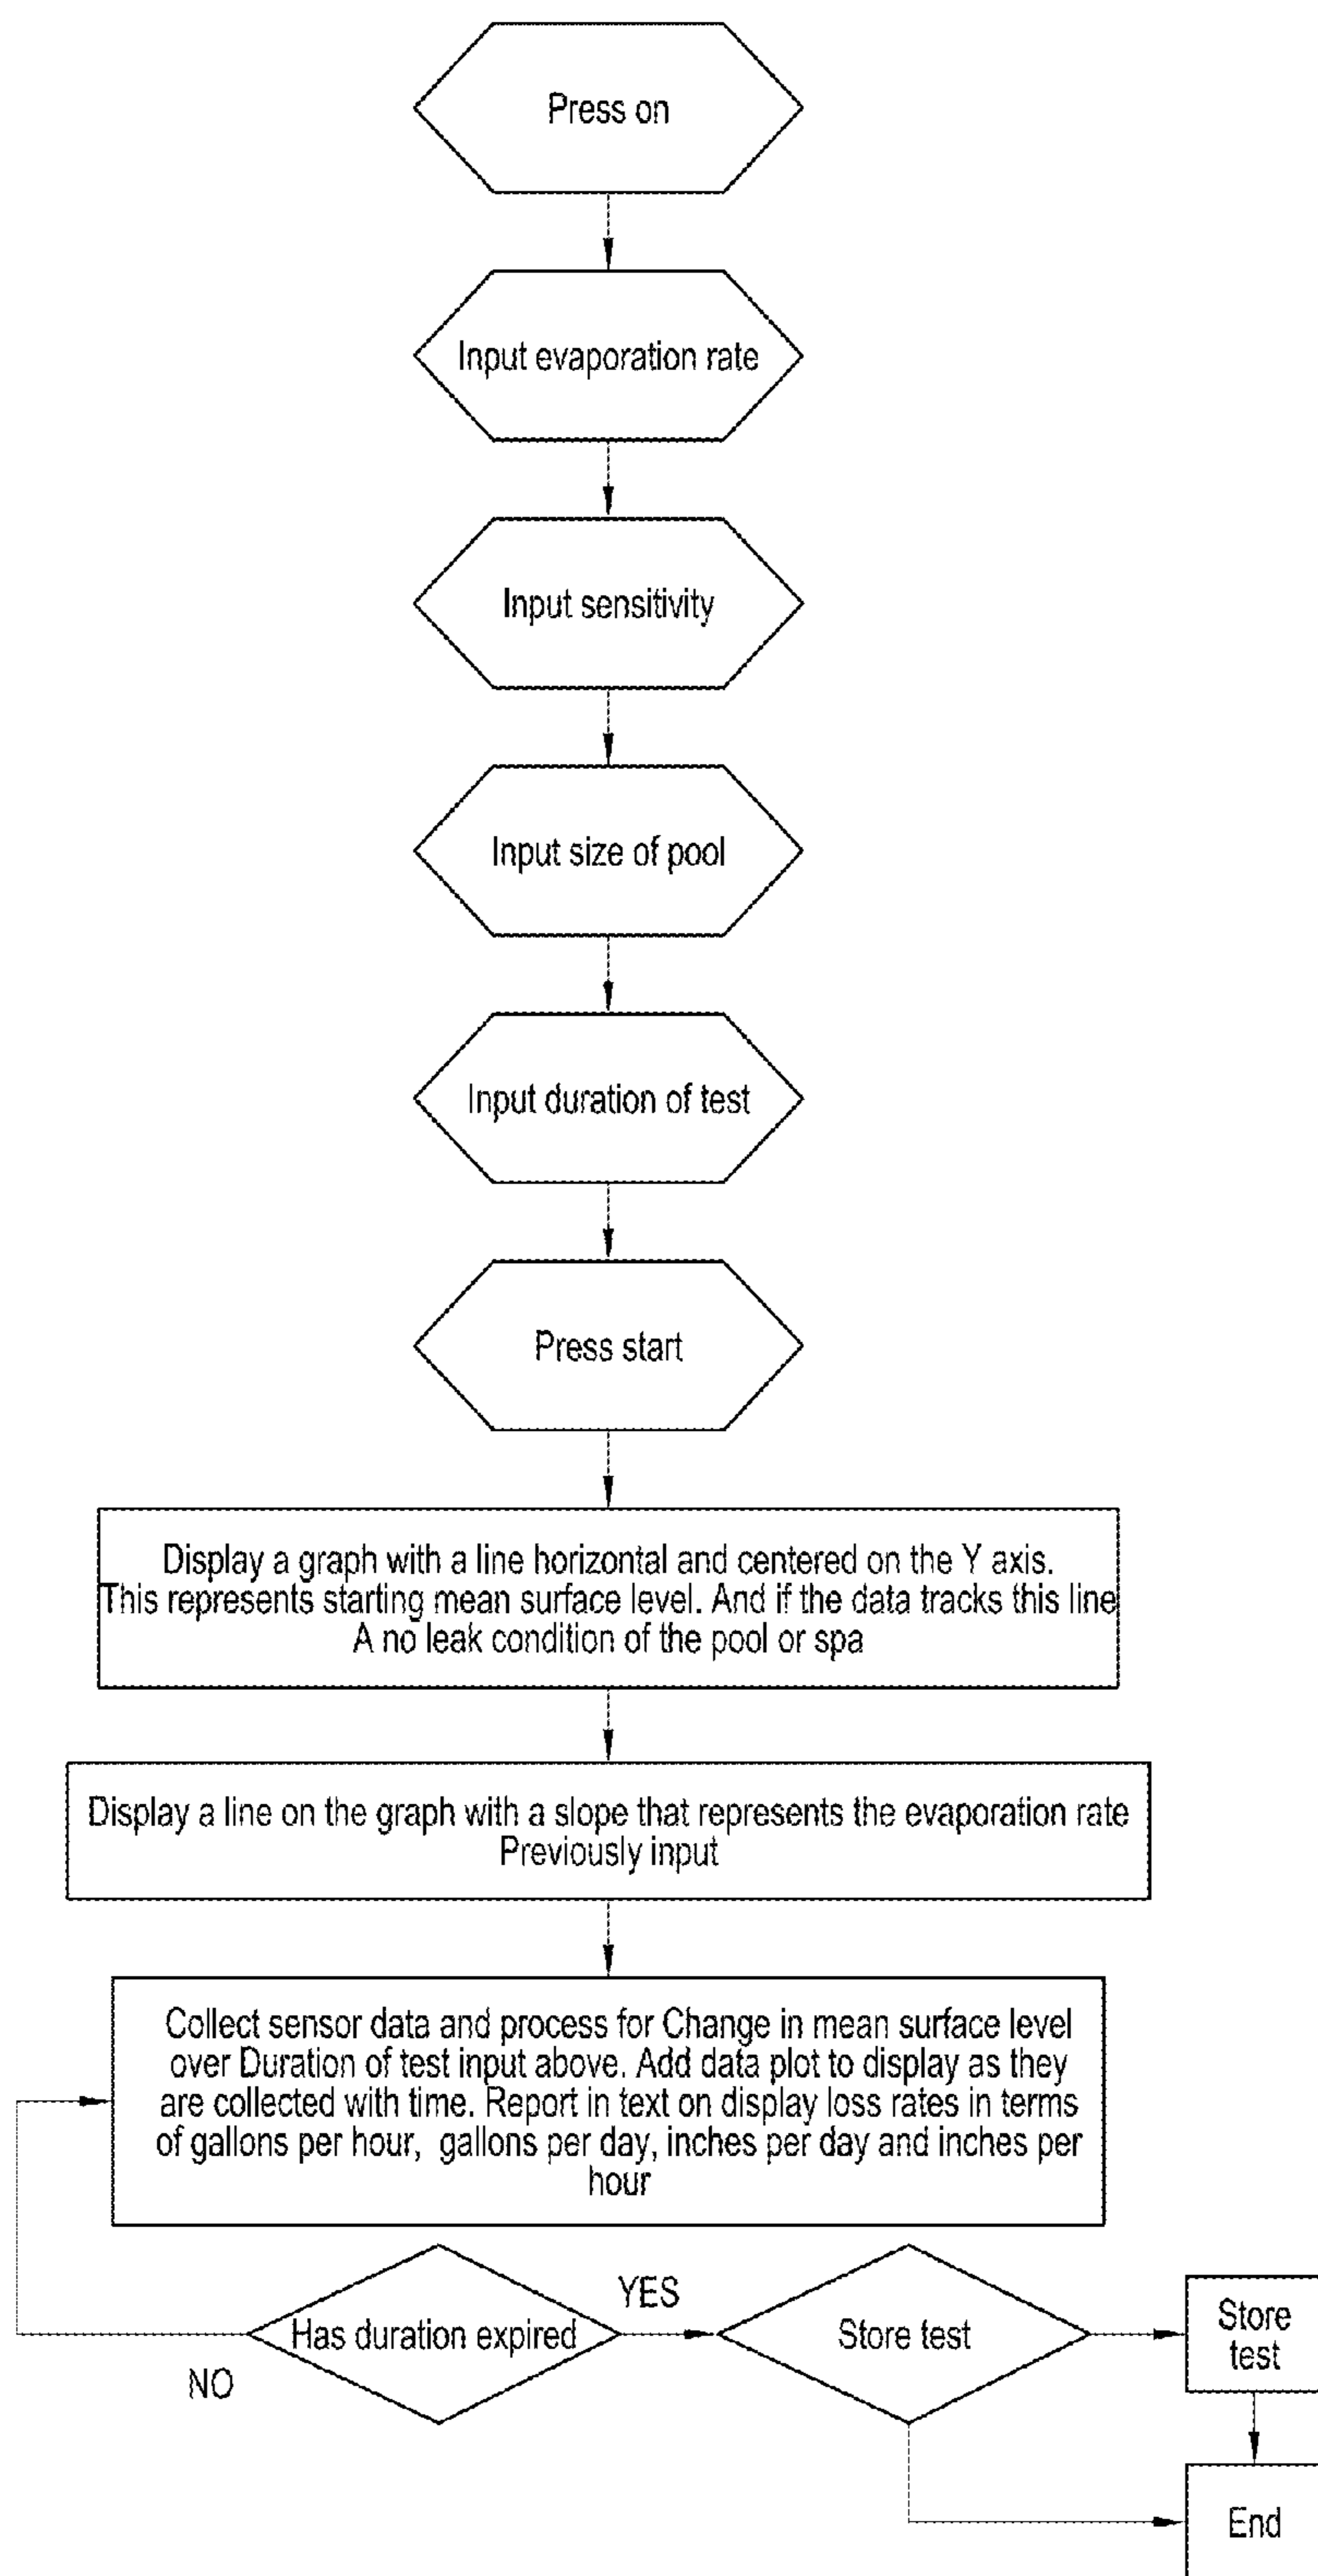 Press on
Input evaporation rate
Input sensitivity
Input size of pool
Input duration of test
Press start
Display a graph with a line horizontal and centered on the Y axis.
This represents starting mean surface level. And if the data tracks this line
A no leak condition of the pool or spa
Display a line on the graph with a slope that represents the evaporation rate
Previously input
Collect sensor data and process for Change in mean surface level
over Duration of test input above. Add data plot to display as they
are collected with time. Report in text on display loss rates in terms
of gallons per hour, gallons per day, inches per day and inches per
hour
Has duration expired
YES
NO
Store test
Store
test
End